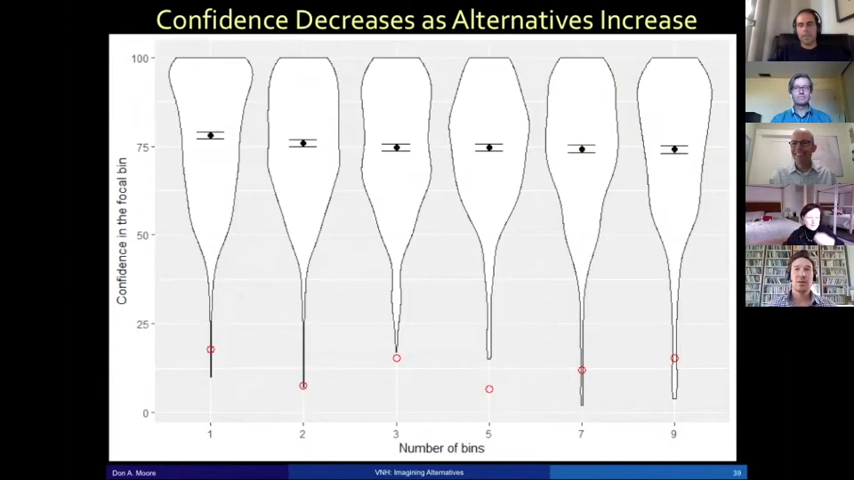 Confidence Decreases as Alternatives Increase
100
75
50
25
0
Confidence in the focal bin
1 2 3 5 7 9
Number of bins
Don A. Moore
VNH: Imagining Alternatives
39